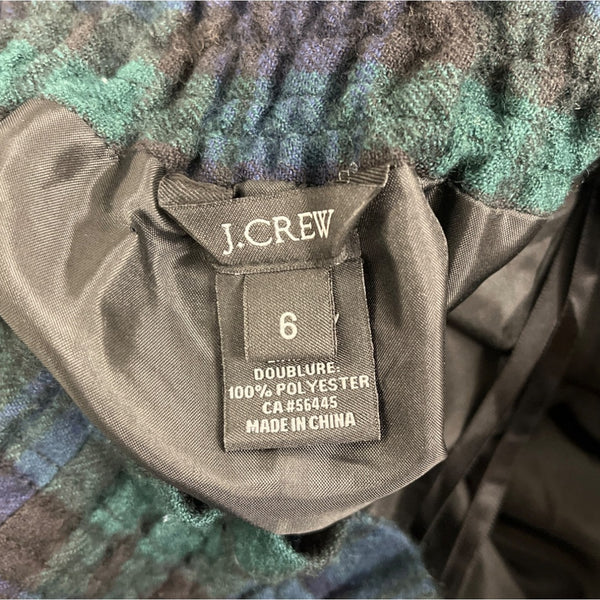 J.CREW
6
DOUBLURE:
100% POLYESTER
CA #56445
MADE IN CHINA